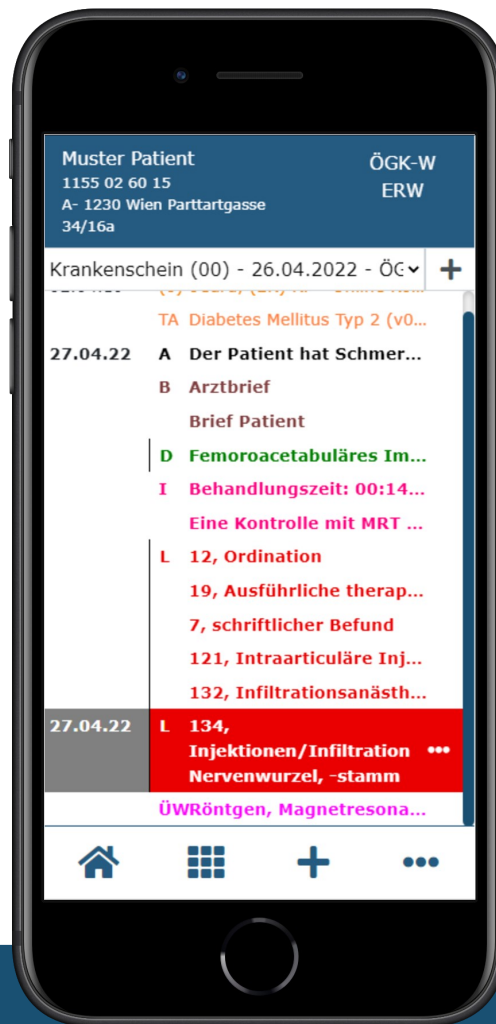 Muster Patient ÖGK-W
1155 02 60 15 ERW
A- 1230 Wien Parttartgasse
34/16a
Krankenschein (00) - 26.04.2022 - ÖG
TA Diabetes Mellitus Typ 2 (v0...
27.04.22 A Der Patient hat Schmer...
B Arztbrief
Brief Patient
D Femoroacetabuläres Im...
I Behandlungszeit: 00:14...
Eine Kontrolle mit MRT ...
L 12, Ordination
19, Ausführliche therap...
7, schriftlicher Befund
121, Intraartikuläre Inj...
132, Infiltrationsanästh...
27.04.22 L 134,
Injektionen/Infiltration
Nervenwurzel, -stamm
ÜWRöntgen, Magnetresona...